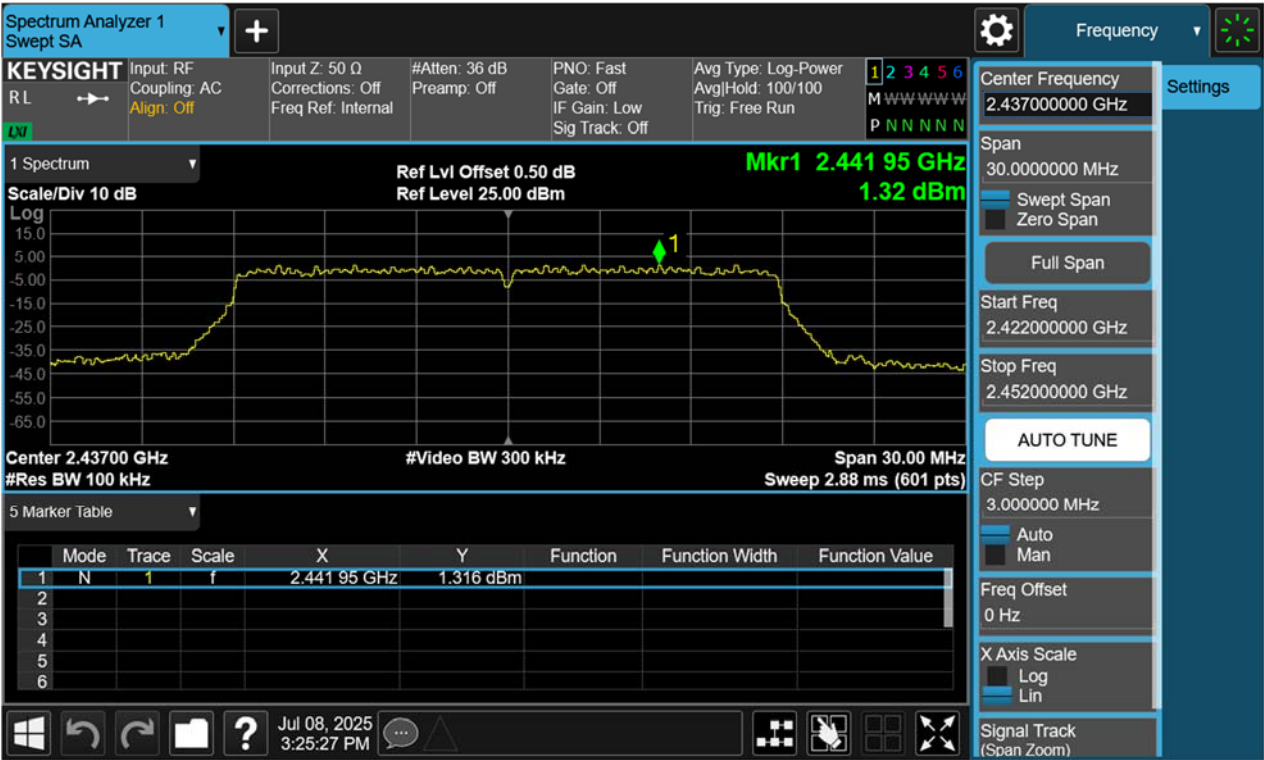 Spectrum Analyzer 1
Swept SA
+
Frequency
KEYSIGHT
R L
LXI
Input: RF
Coupling: AC
Align: Off
Input Z: 50 Ω
Corrections: Off
Freq Ref: Internal
#Atten: 36 dB
Preamp: Off
PNO: Fast
Gate: Off
IF Gain: Low
Sig Track: Off
Avg Type: Log-Power
Avg|Hold: 100/100
Trig: Free Run
1 2 3 4 5 6
M W W W W W
P N N N N N
1 Spectrum
Scale/Div 10 dB
Ref Lvl Offset 0.50 dB
Ref Level 25.00 dBm
Mkr1 2.441 95 GHz
1.32 dBm
Log
15.0
5.00
-5.00
-15.0
-25.0
-35.0
-45.0
-55.0
-65.0
1
Center 2.43700 GHz
#Video BW 300 kHz
Span 30.00 MHz
#Res BW 100 kHz
Sweep 2.88 ms (601 pts)
5 Marker Table
Mode Trace Scale X Y Function Function Width Function Value
1 N 1 f 2.441 95 GHz 1.316 dBm
2
3
4
5
6
?
Jul 08, 2025
3:25:27 PM
Settings
Center Frequency
2.437000000 GHz
Span
30.0000000 MHz
Swept Span
Zero Span
Full Span
Start Freq
2.422000000 GHz
Stop Freq
2.452000000 GHz
AUTO TUNE
CF Step
3.000000 MHz
Auto
Man
Freq Offset
0 Hz
X Axis Scale
Log
Lin
Signal Track
(Span Zoom)